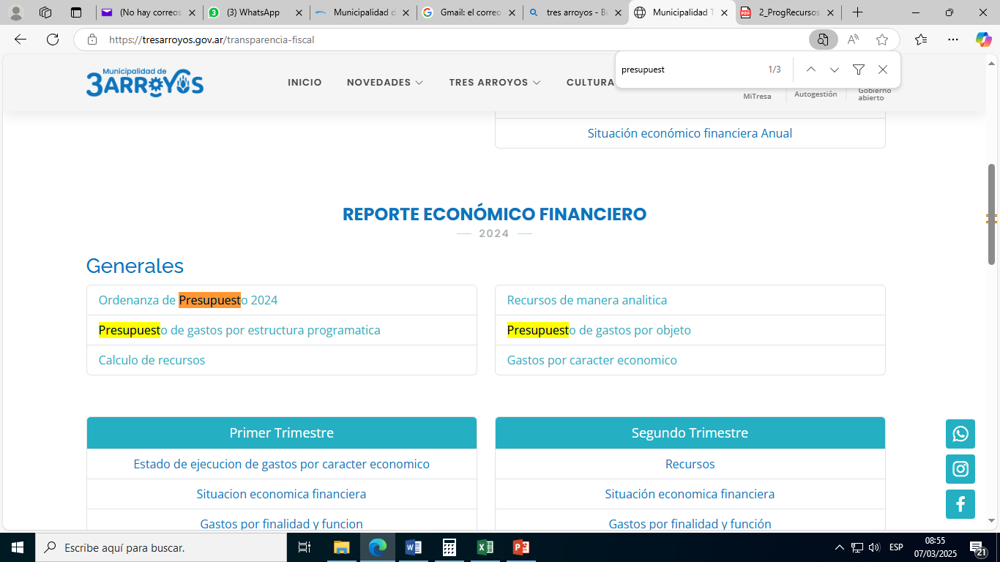 (No hay correos
(3) WhatsApp
Municipalidad d
Gmail: el correo
tres arroyos - Bú
Municipalidad T
2_ProgRecursos
https://tresarroyos.gov.ar/transparencia-fiscal
presupuest 1/3
Municipalidad de
3ARROYOS
INICIO NOVEDADES TRES ARROYOS CULTURA
MiTresa
Autogestión
Gobierno
abierto
Situación económico financiera Anual
REPORTE ECONÓMICO FINANCIERO
2024
Generales
Ordenanza de Presupuesto 2024
Presupuesto de gastos por estructura programatica
Calculo de recursos
Recursos de manera analitica
Presupuesto de gastos por objeto
Gastos por caracter economico
Primer Trimestre
Estado de ejecucion de gastos por caracter economico
Situacion economica financiera
Gastos por finalidad y funcion
Segundo Trimestre
Recursos
Situación economica financiera
Gastos por finalidad y función
Escribe aquí para buscar.
ESP
08:55
07/03/2025
21